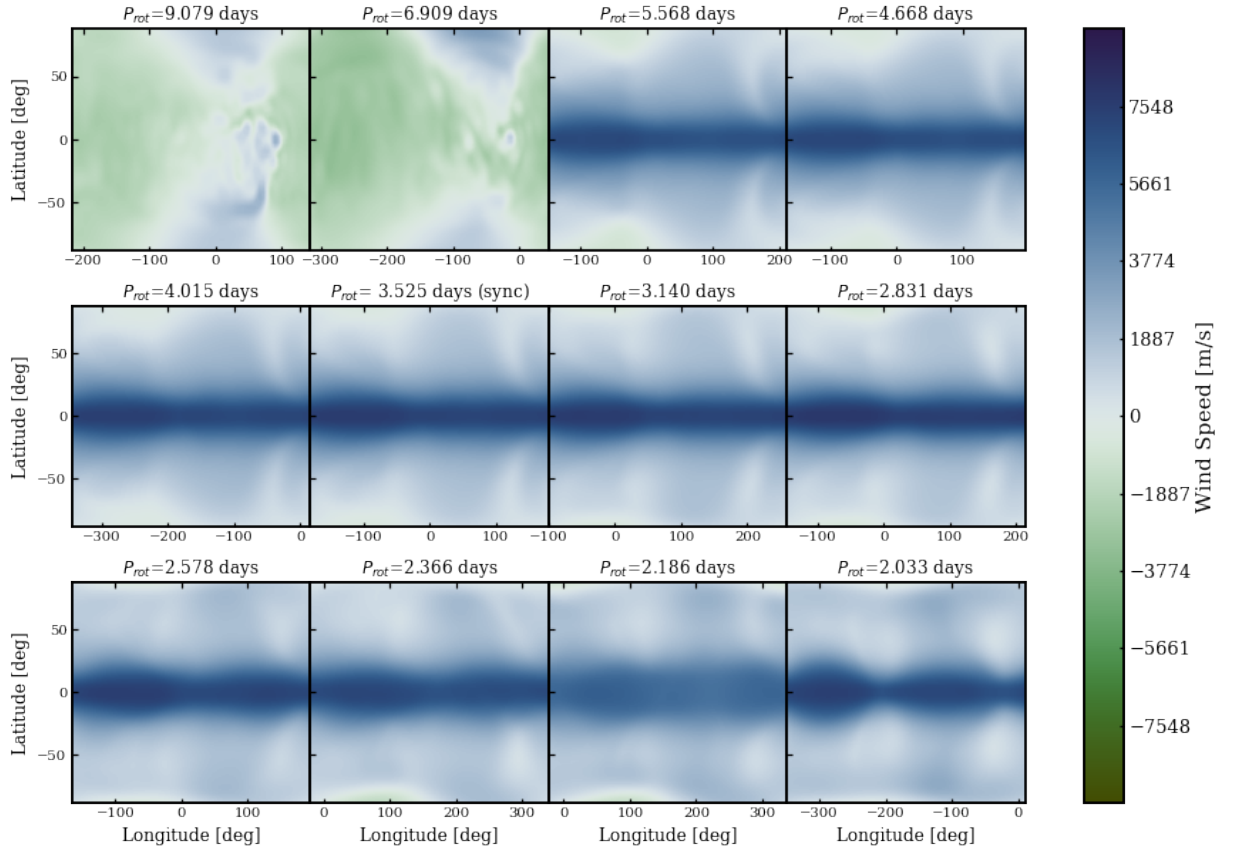 P_rot=9.079 days P_rot=6.909 days P_rot=5.568 days P_rot=4.668 days
50
0
−50
Latitude [deg]
−200 −100 0 100 −300 −200 −100 0 −100 0 100 200 −100 0 100
P_rot=4.015 days P_rot= 3.525 days (sync) P_rot=3.140 days P_rot=2.831 days
50
0
−50
Latitude [deg]
−300 −200 −100 0 −100 0 100 −100 0 100 200 −100 0 100 200
P_rot=2.578 days P_rot=2.366 days P_rot=2.186 days P_rot=2.033 days
50
0
−50
Latitude [deg]
−100 0 100 0 100 200 300 0 100 200 300 −300 −200 −100 0
Longitude [deg] Longitude [deg] Longitude [deg] Longitude [deg]
7548
5661
3774
1887
0
−1887
−3774
−5661
−7548
Wind Speed [m/s]